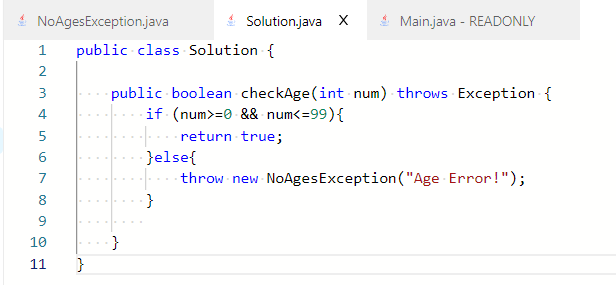 NoAgesException.java Solution.java X Main.java - READONLY
1 public class Solution {
2
3 public boolean checkAge(int num) throws Exception {
4 if (num>=0 && num<=99){
5 return true;
6 }else{
7 throw new NoAgesException("Age Error!");
8 }
9
10 }
11 }